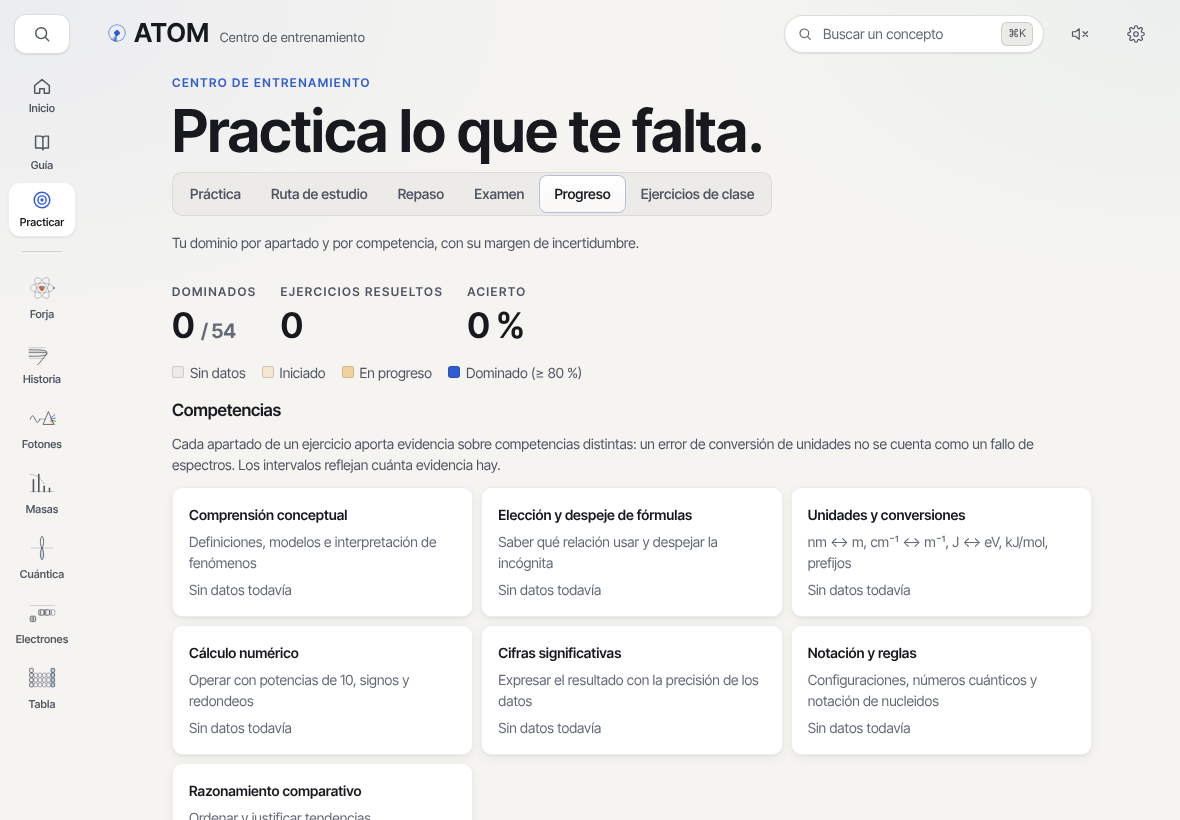 ATOM Centro de entrenamiento
Buscar un concepto ⌘K
Inicio
Guía
Practicar
Forja
Historia
Fotones
Masas
Cuántica
Electrones
Tabla
CENTRO DE ENTRENAMIENTO
Practica lo que te falta.
Práctica Ruta de estudio Repaso Examen Progreso Ejercicios de clase
Tu dominio por apartado y por competencia, con su margen de incertidumbre.
DOMINADOS EJERCICIOS RESUELTOS ACIERTO
0 / 54 0 0 %
Sin datos Iniciado En progreso Dominado (≥ 80 %)
Competencias
Cada apartado de un ejercicio aporta evidencia sobre competencias distintas: un error de conversión de unidades no se cuenta como un fallo de
espectros. Los intervalos reflejan cuánta evidencia hay.
Comprensión conceptual
Definiciones, modelos e interpretación de
fenómenos
Sin datos todavía
Elección y despeje de fórmulas
Saber qué relación usar y despejar la
incógnita
Sin datos todavía
Unidades y conversiones
nm ↔ m, cm⁻¹ ↔ m⁻¹, J ↔ eV, kJ/mol,
prefijos
Sin datos todavía
Cálculo numérico
Operar con potencias de 10, signos y
redondeos
Sin datos todavía
Cifras significativas
Expresar el resultado con la precisión de los
datos
Sin datos todavía
Notación y reglas
Configuraciones, números cuánticos y
notación de nucleidos
Sin datos todavía
Razonamiento comparativo
Ordenar y justificar tendencias